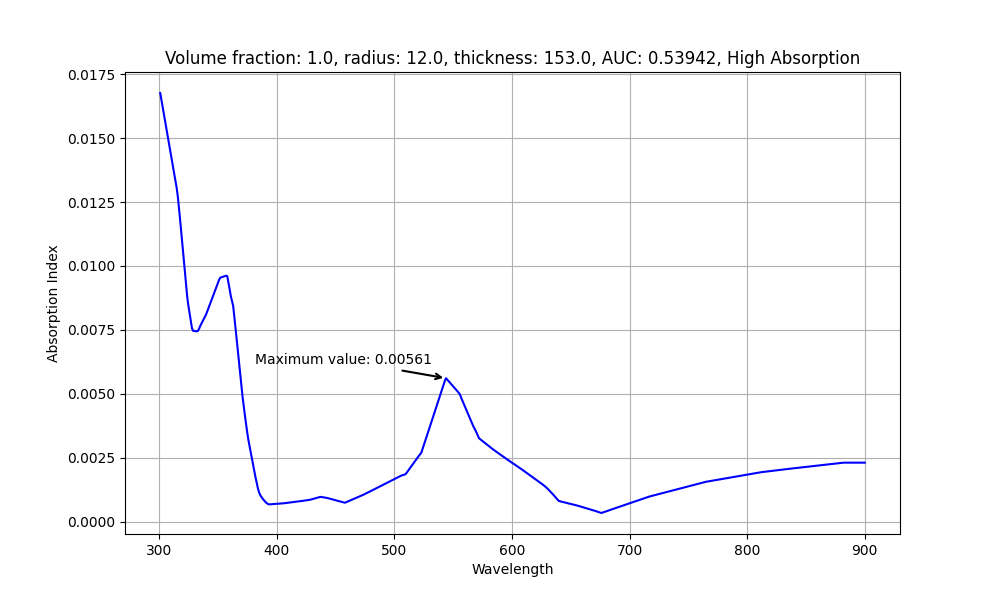 Volume fraction: 1.0, radius: 12.0, thickness: 153.0, AUC: 0.53942, High Absorption
0.0175
0.0150
0.0125
0.0100
0.0075
0.0050
0.0025
0.0000
Absorption Index
Maximum value: 0.00561
300 400 500 600 700 800 900
Wavelength